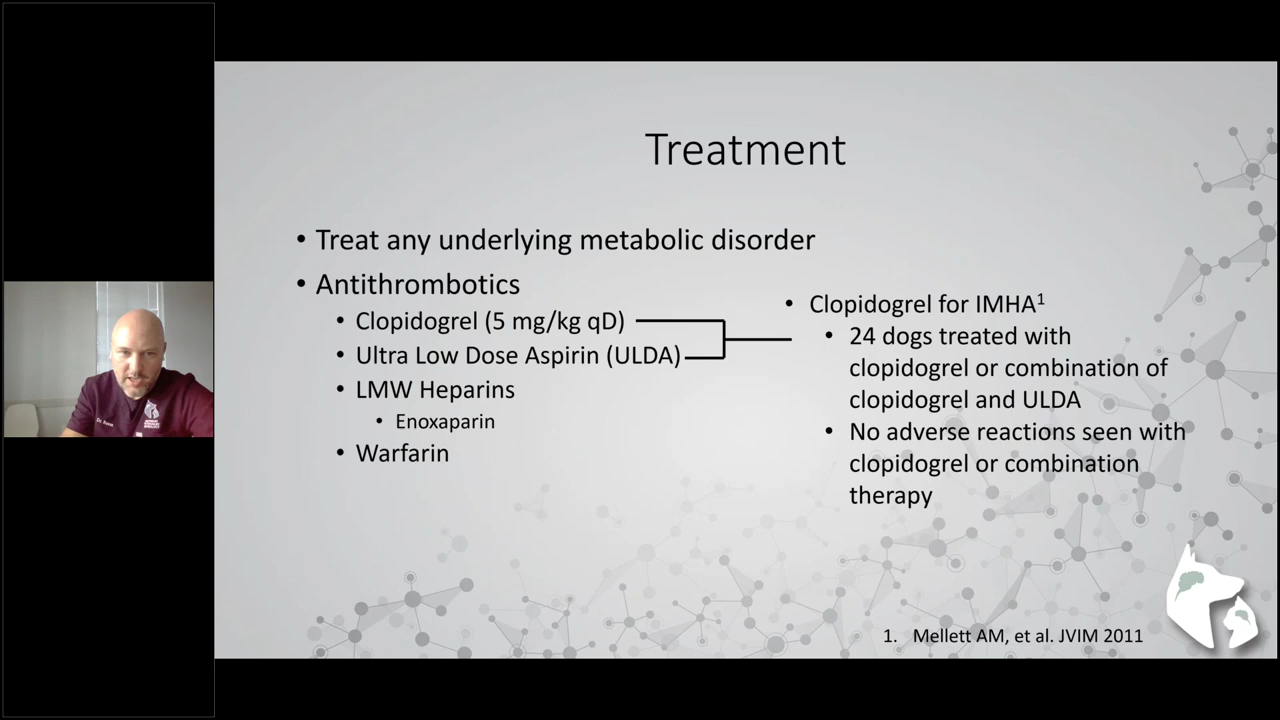 Treatment
• Treat any underlying metabolic disorder
• Antithrombotics
• Clopidogrel (5 mg/kg qD)
• Ultra Low Dose Aspirin (ULDA)
• LMW Heparins
• Enoxaparin
• Warfarin
• Clopidogrel for IMHA¹
• 24 dogs treated with
clopidogrel or combination of
clopidogrel and ULDA
• No adverse reactions seen with
clopidogrel or combination
therapy
1. Mellett AM, et al. JVIM 2011